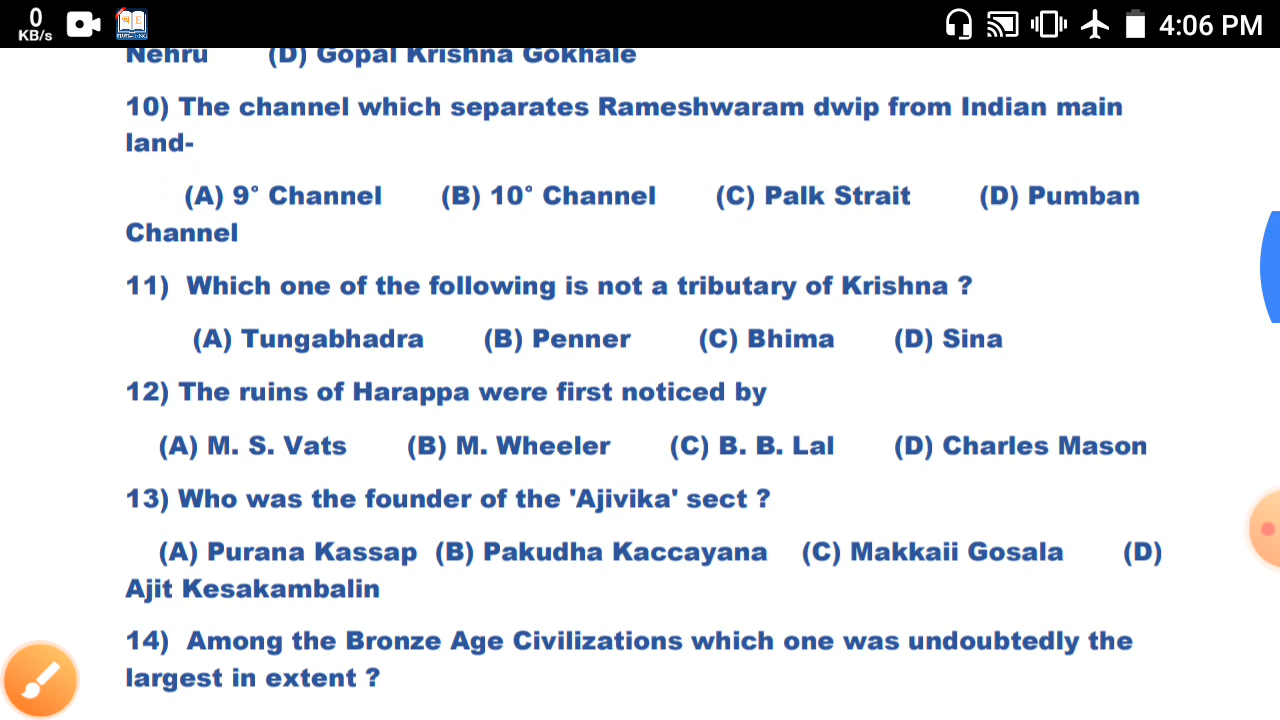 0
KB/s
4:06 PM
Nehru (D) Gopal Krishna Gokhale
10) The channel which separates Rameshwaram dwip from Indian main
land-
(A) 9° Channel (B) 10° Channel (C) Palk Strait (D) Pumban
Channel
11) Which one of the following is not a tributary of Krishna ?
(A) Tungabhadra (B) Penner (C) Bhima (D) Sina
12) The ruins of Harappa were first noticed by
(A) M. S. Vats (B) M. Wheeler (C) B. B. Lal (D) Charles Mason
13) Who was the founder of the 'Ajivika' sect ?
(A) Purana Kassap (B) Pakudha Kaccayana (C) Makkaii Gosala (D)
Ajit Kesakambalin
14) Among the Bronze Age Civilizations which one was undoubtedly the
largest in extent ?